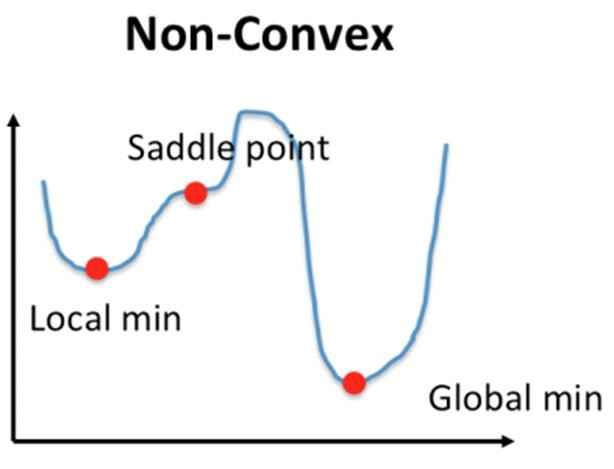 Non-Convex
Saddle point
Local min
Global min